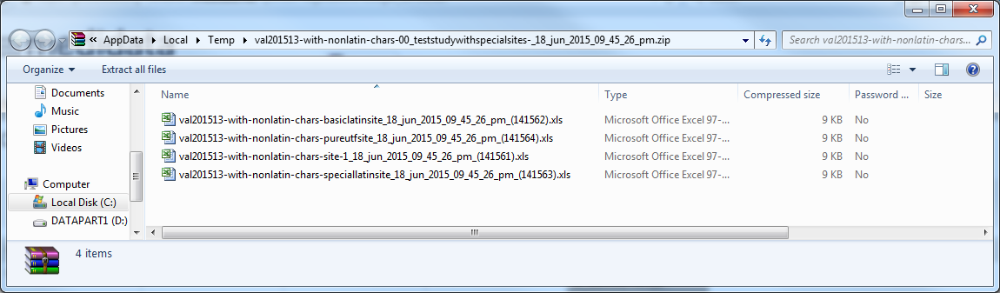 AppData Local Temp val201513-with-nonlatin-chars-00_teststudywithspecialsites-_18_jun_2015_09_45_26_pm.zip Search val201513-with-nonlatin-chars...
Organize Extract all files
Name Type Compressed size Password ... Size
Documents
Music
Pictures
Videos
Computer
Local Disk (C:)
DATAPART1 (D:)
val201513-with-nonlatin-chars-basiclatinsite_18_jun_2015_09_45_26_pm_(141562).xls Microsoft Office Excel 97-... 9 KB No
val201513-with-nonlatin-chars-pureutfsite_18_jun_2015_09_45_26_pm_(141564).xls Microsoft Office Excel 97-... 9 KB No
val201513-with-nonlatin-chars-site-1_18_jun_2015_09_45_26_pm_(141561).xls Microsoft Office Excel 97-... 9 KB No
val201513-with-nonlatin-chars-speciallatinsite_18_jun_2015_09_45_26_pm_(141563).xls Microsoft Office Excel 97-... 9 KB No
4 items